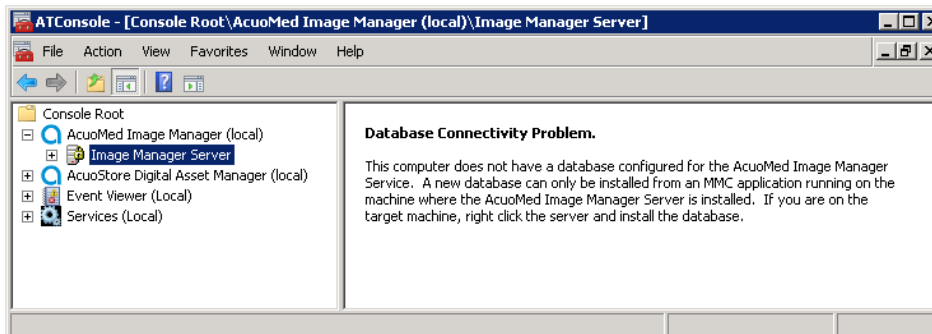 ATConsole - [Console Root\AcuoMed Image Manager (local)\Image Manager Server]
File Action View Favorites Window Help
Console Root
AcuoMed Image Manager (local)
Image Manager Server
AcuoStore Digital Asset Manager (local)
Event Viewer (Local)
Services (Local)
Database Connectivity Problem.
This computer does not have a database configured for the AcuoMed Image Manager
Service. A new database can only be installed from an MMC application running on the
machine where the AcuoMed Image Manager Server is installed. If you are on the
target machine, right click the server and install the database.